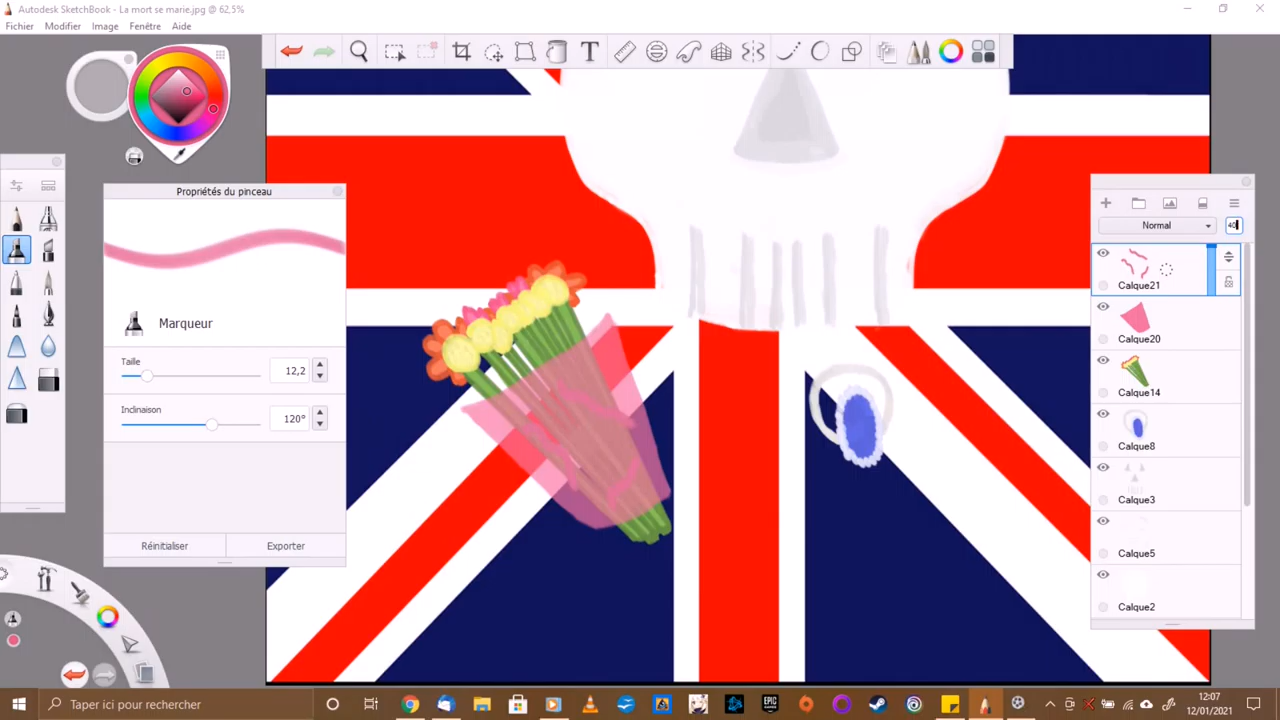 Autodesk SketchBook - La mort se marie.jpg @ 62,5%
Fichier Modifier Image Fenêtre Aide
Propriétés du pinceau
Marqueur
Taille
12,2
Inclinaison
120°
Réinitialiser Exporter
Normal
Calque21
Calque20
Calque14
Calque8
Calque3
Calque5
Calque2
Taper ici pour rechercher
12:07
12/01/2021